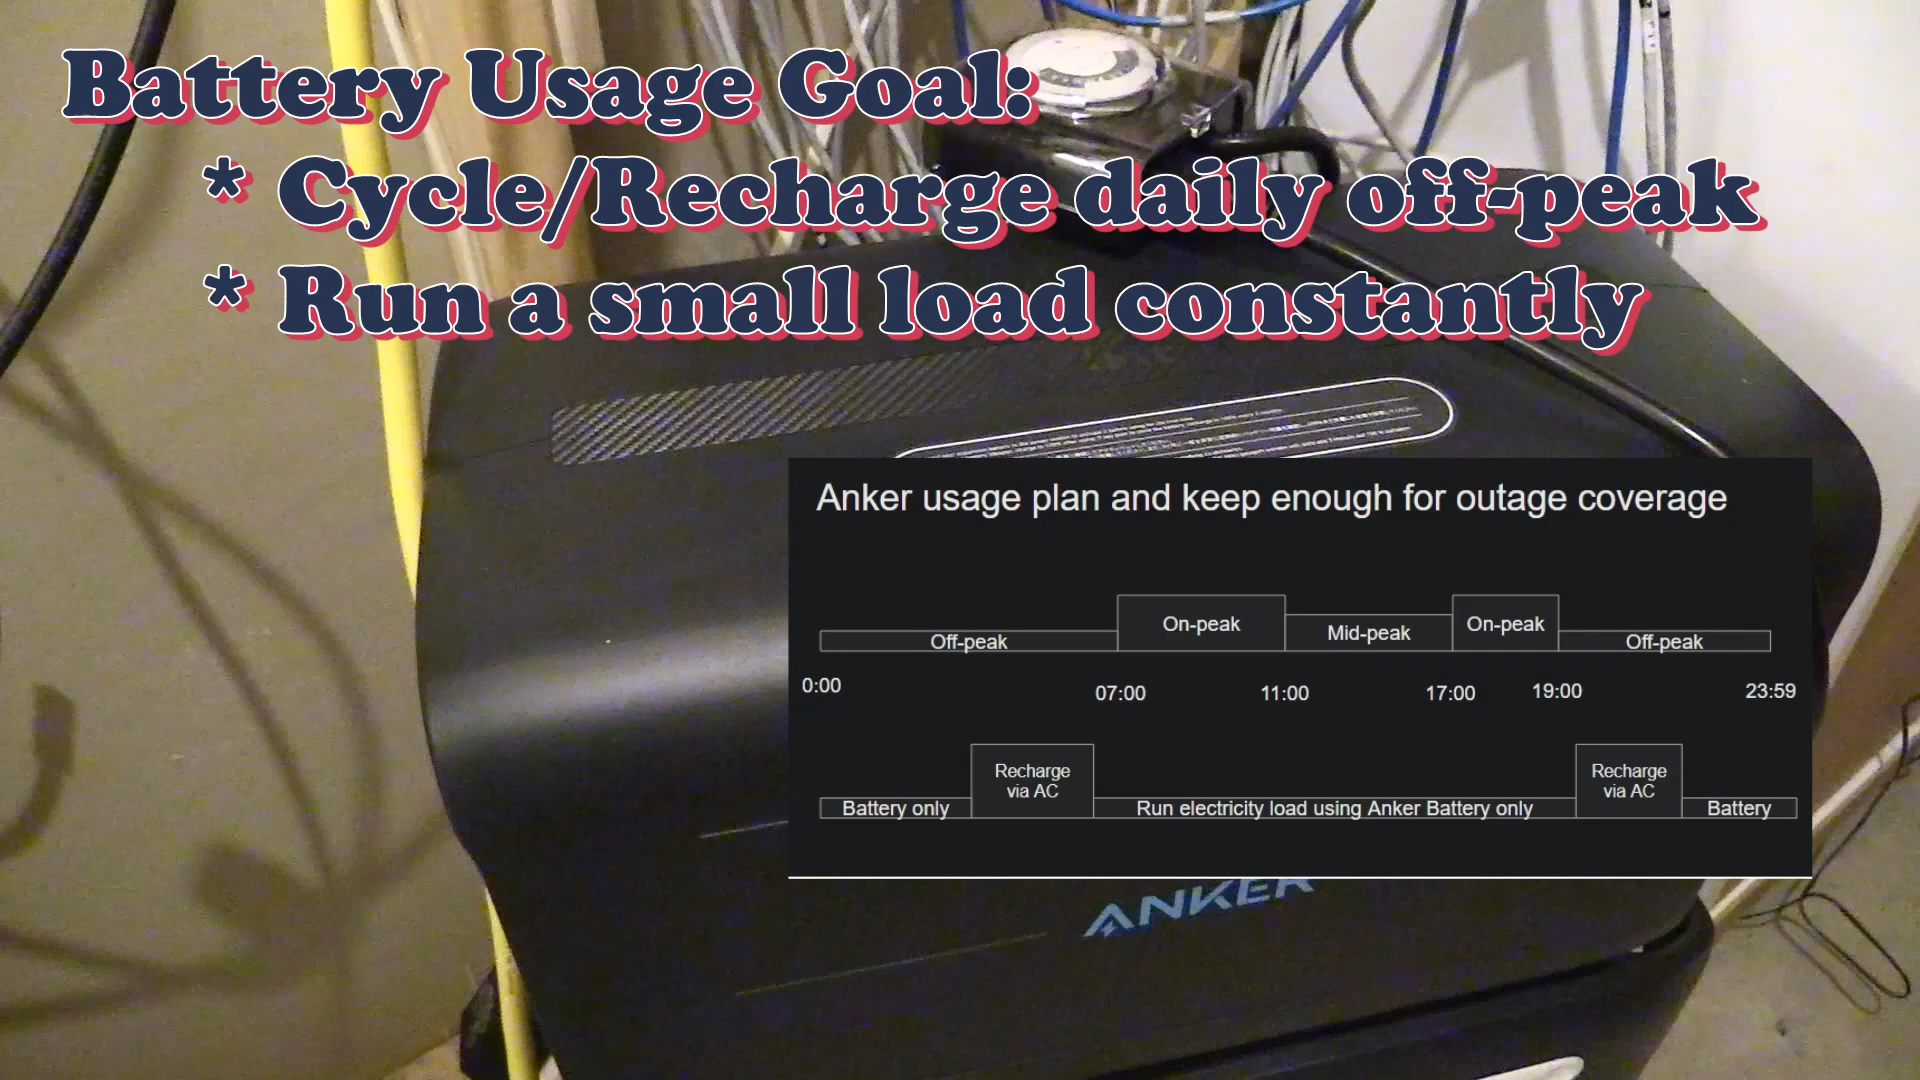 Battery Usage Goal:
* Cycle/Recharge daily off-peak
* Run a small load constantly
Anker usage plan and keep enough for outage coverage
Off-peak
On-peak
Mid-peak
On-peak
Off-peak
0:00
07:00
11:00
17:00
19:00
23:59
Battery only
Recharge
via AC
Run electricity load using Anker Battery only
Recharge
via AC
Battery
ANKER